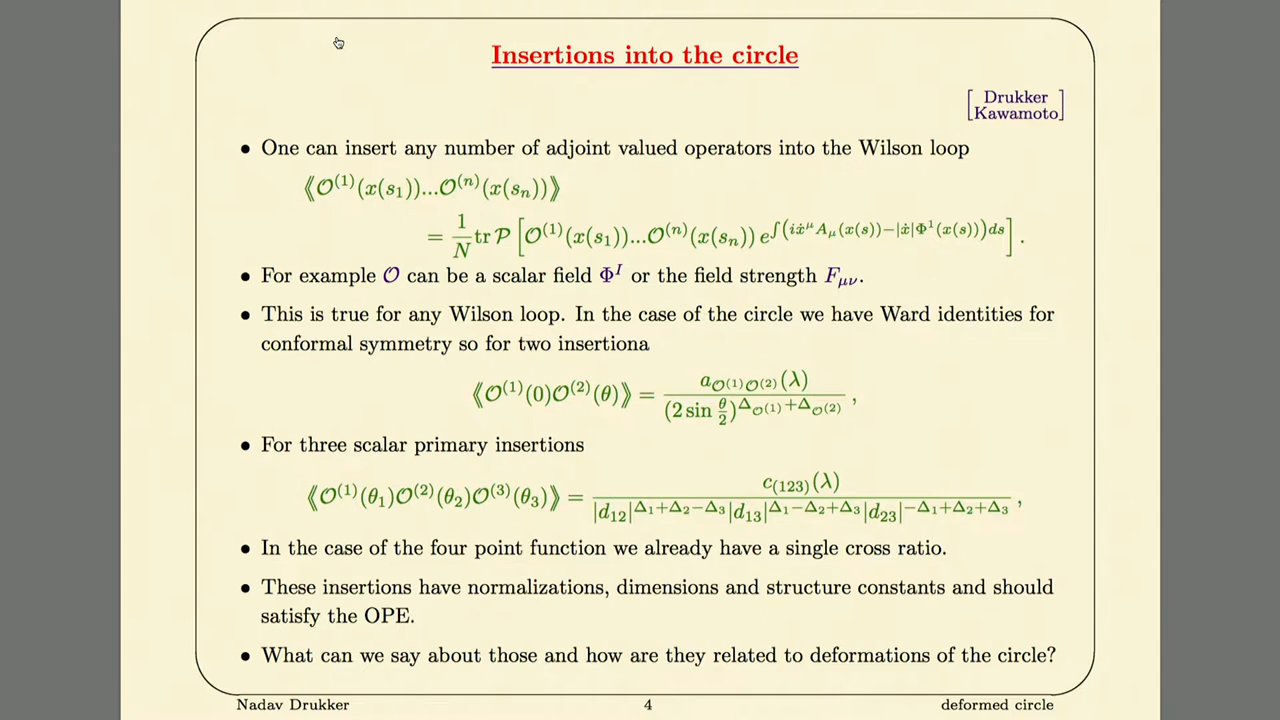 Insertions into the circle
[Drukker
Kawamoto]
• One can insert any number of adjoint valued operators into the Wilson loop
⟪𝒪⁽¹⁾(x(s₁))...𝒪⁽ⁿ⁾(x(sₙ))⟫
= 1/N tr 𝒫 [𝒪⁽¹⁾(x(s₁))...𝒪⁽ⁿ⁾(x(sₙ)) e^{∫(iẋ^μ A_μ(x(s))−|ẋ|Φ¹(x(s)))ds}] .
• For example 𝒪 can be a scalar field Φ^I or the field strength F_{μν}.
• This is true for any Wilson loop. In the case of the circle we have Ward identities for
conformal symmetry so for two insertiona
⟪𝒪⁽¹⁾(0)𝒪⁽²⁾(θ)⟫ = a_{𝒪⁽¹⁾𝒪⁽²⁾}(λ) / (2 sin θ/2)^{Δ_{𝒪⁽¹⁾}+Δ_{𝒪⁽²⁾}} ,
• For three scalar primary insertions
⟪𝒪⁽¹⁾(θ₁)𝒪⁽²⁾(θ₂)𝒪⁽³⁾(θ₃)⟫ = c_{(123)}(λ) / |d₁₂|^{Δ₁+Δ₂−Δ₃}|d₁₃|^{Δ₁−Δ₂+Δ₃}|d₂₃|^{−Δ₁+Δ₂+Δ₃} ,
• In the case of the four point function we already have a single cross ratio.
• These insertions have normalizations, dimensions and structure constants and should
satisfy the OPE.
• What can we say about those and how are they related to deformations of the circle?
Nadav Drukker 4 deformed circle